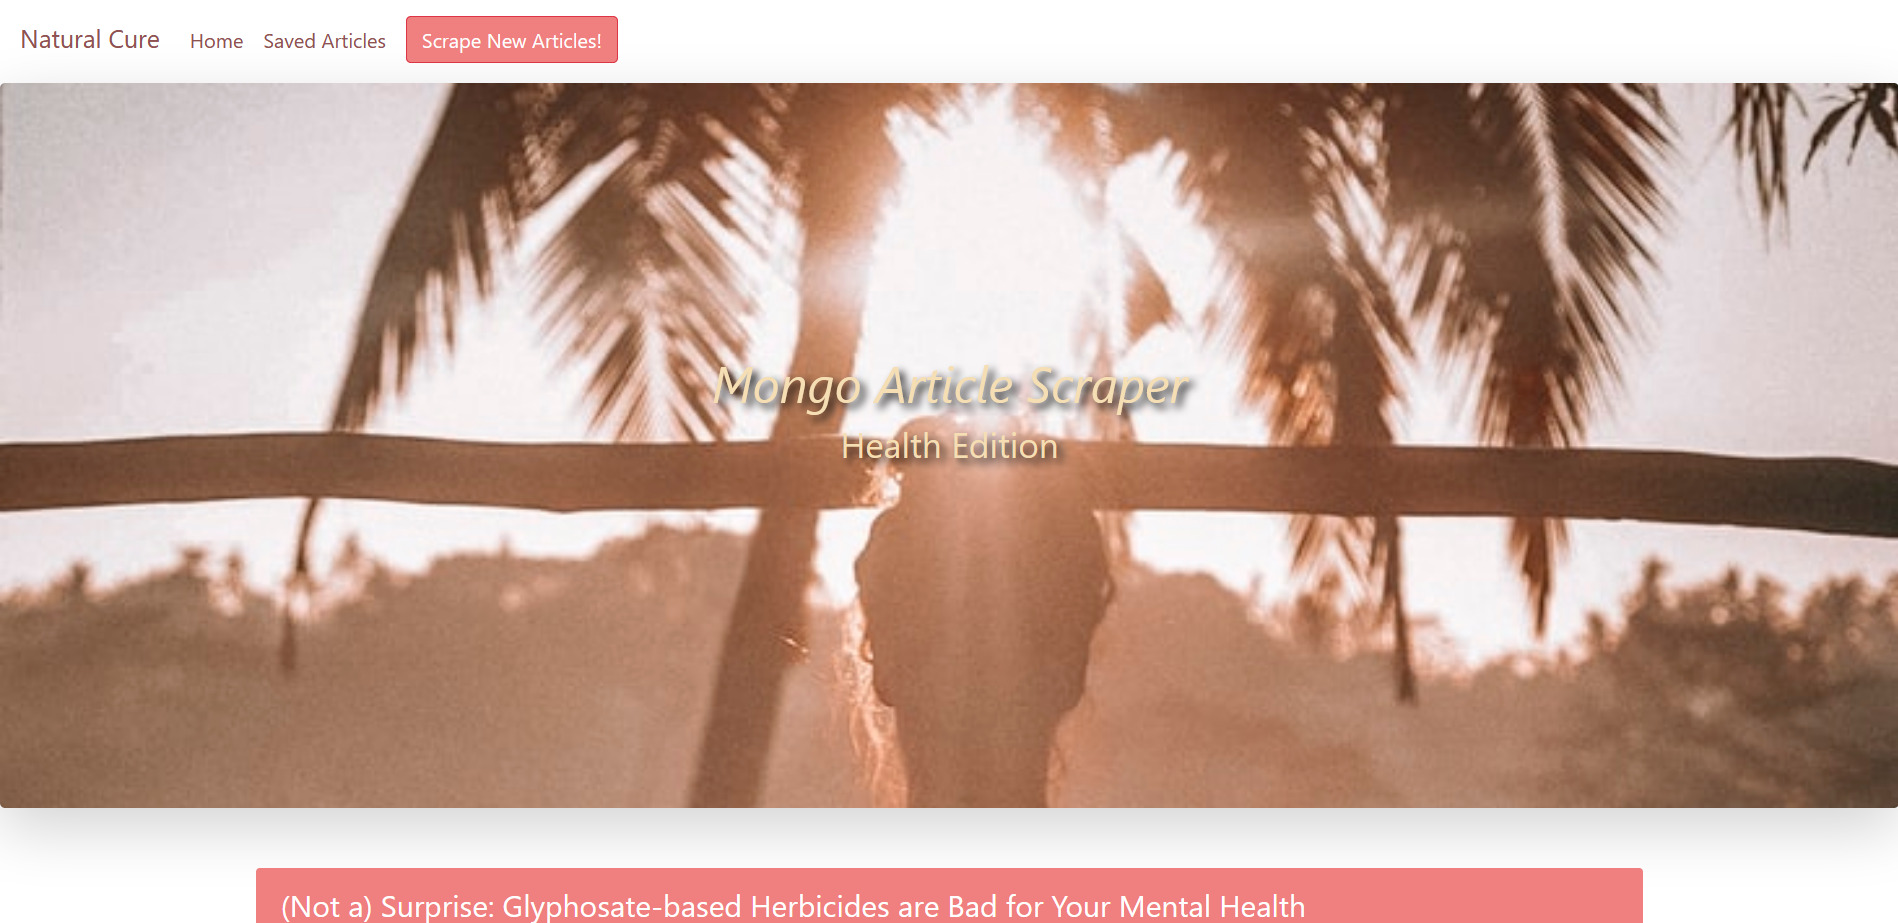 Natural Cure Home Saved Articles Scrape New Articles!
Mongo Article Scraper
Health Edition
(Not a) Surprise: Glyphosate-based Herbicides are Bad for Your Mental Health